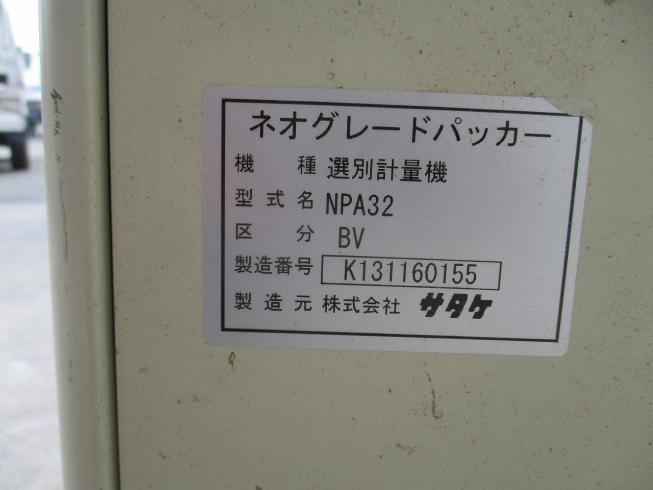 ネオグレードパッカー
機種 選別計量機
型式名 NPA32
区分 BV
製造番号 K131160155
製造元 株式会社 サタケ